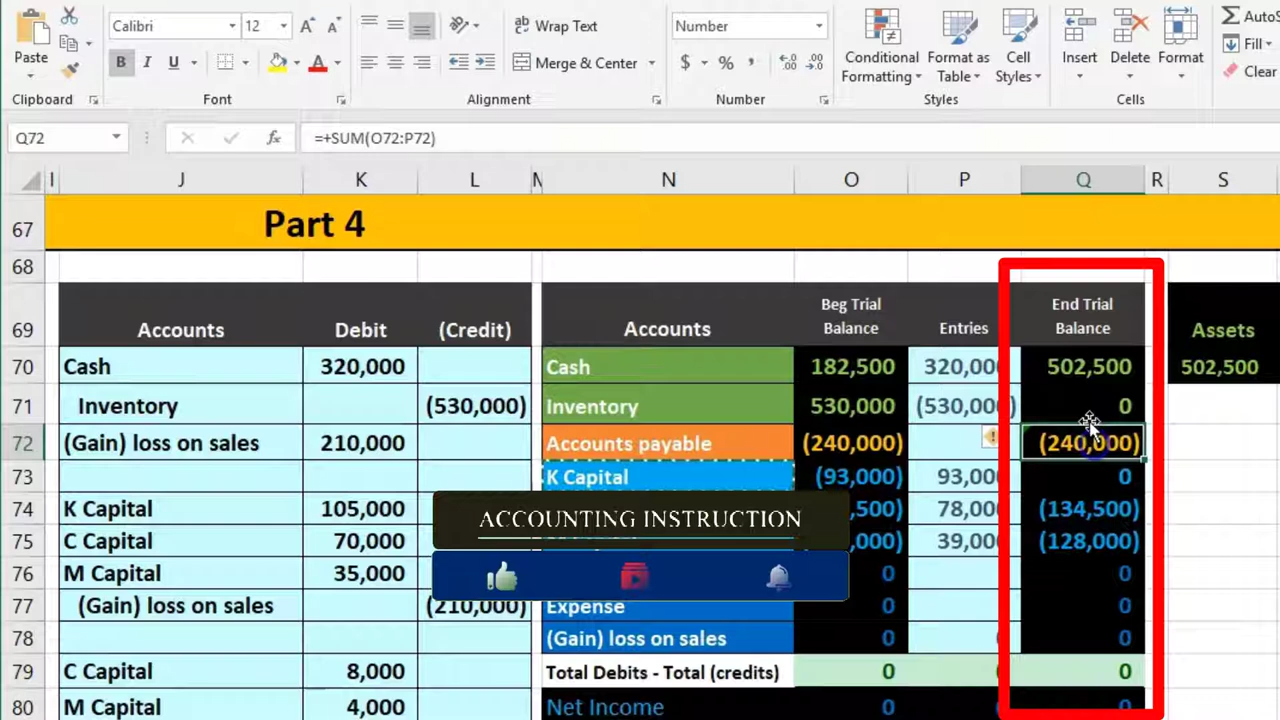 Calibri 12 Wrap Text Number AutoS
Paste B I U Merge & Center $ % Conditional Formatting Format as Table Cell Styles Insert Delete Format Fill Clear
Clipboard Font Alignment Number Styles Cells
Q72 fx =+SUM(O72:P72)
I J K L M N O P Q R S
67 Part 4
68
69 Accounts Debit (Credit) Accounts Beg Trial Balance Entries End Trial Balance Assets
70 Cash 320,000 Cash 182,500 320,000 502,500 502,500
71 Inventory (530,000) Inventory 530,000 (530,000) 0
72 (Gain) loss on sales 210,000 Accounts payable (240,000) (240,000)
73 K Capital (93,000) 93,000 0
74 K Capital 105,000 ,500) 78,000 (134,500)
75 C Capital 70,000 ,000) 39,000 (128,000)
ACCOUNTING INSTRUCTION
76 M Capital 35,000 0 0
77 (Gain) loss on sales (210,000) Expense 0 0
78 (Gain) loss on sales 0 0 0
79 C Capital 8,000 Total Debits - Total (credits) 0 0 0
80 M Capital 4,000 Net Income 0 0 0